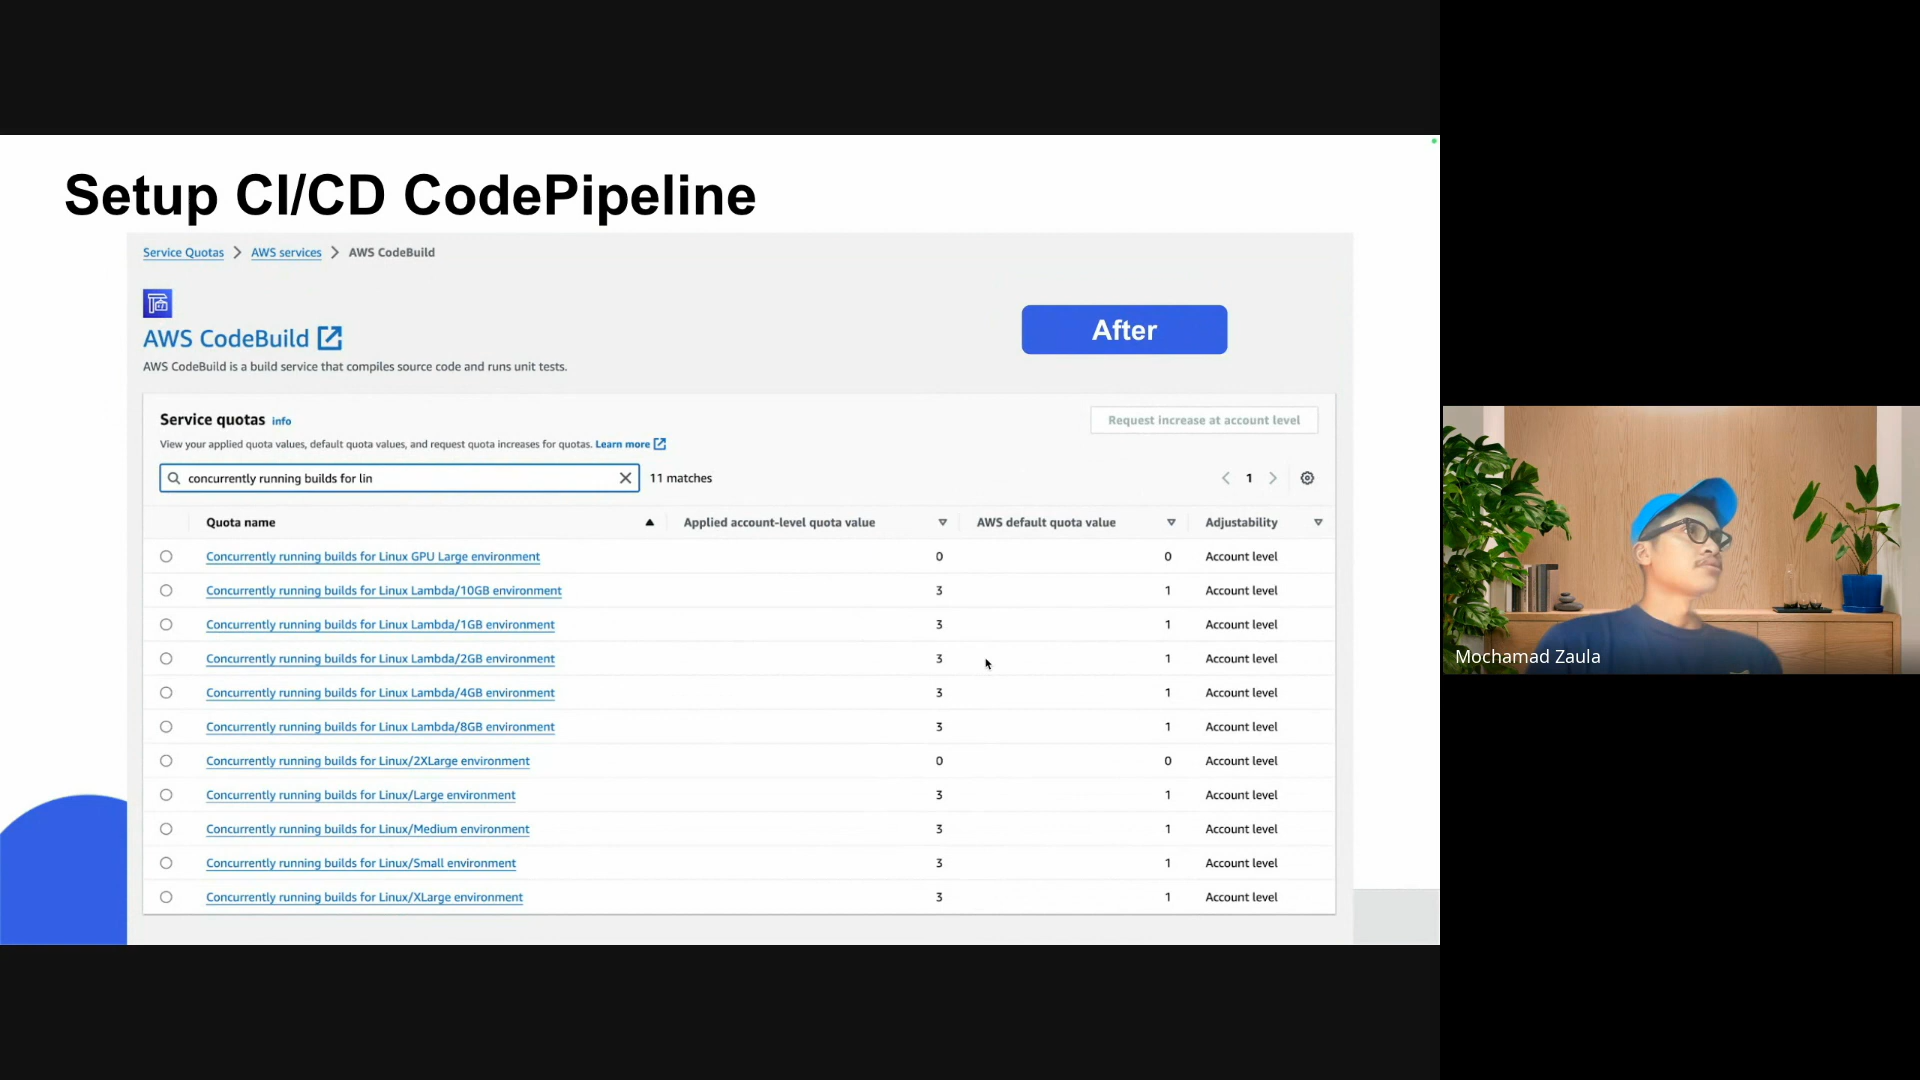 Setup CI/CD CodePipeline
Service Quotas > AWS services > AWS CodeBuild
AWS CodeBuild
After
AWS CodeBuild is a build service that compiles source code and runs unit tests.
Service quotas Info
Request increase at account level
View your applied quota values, default quota values, and request quota increases for quotas. Learn more
concurrently running builds for lin
11 matches
1
Quota name Applied account-level quota value AWS default quota value Adjustability
Concurrently running builds for Linux GPU Large environment 0 0 Account level
Concurrently running builds for Linux Lambda/10GB environment 3 1 Account level
Concurrently running builds for Linux Lambda/1GB environment 3 1 Account level
Concurrently running builds for Linux Lambda/2GB environment 3 1 Account level
Concurrently running builds for Linux Lambda/4GB environment 3 1 Account level
Concurrently running builds for Linux Lambda/8GB environment 3 1 Account level
Concurrently running builds for Linux/2XLarge environment 0 0 Account level
Concurrently running builds for Linux/Large environment 3 1 Account level
Concurrently running builds for Linux/Medium environment 3 1 Account level
Concurrently running builds for Linux/Small environment 3 1 Account level
Concurrently running builds for Linux/XLarge environment 3 1 Account level
Mochamad Zaula